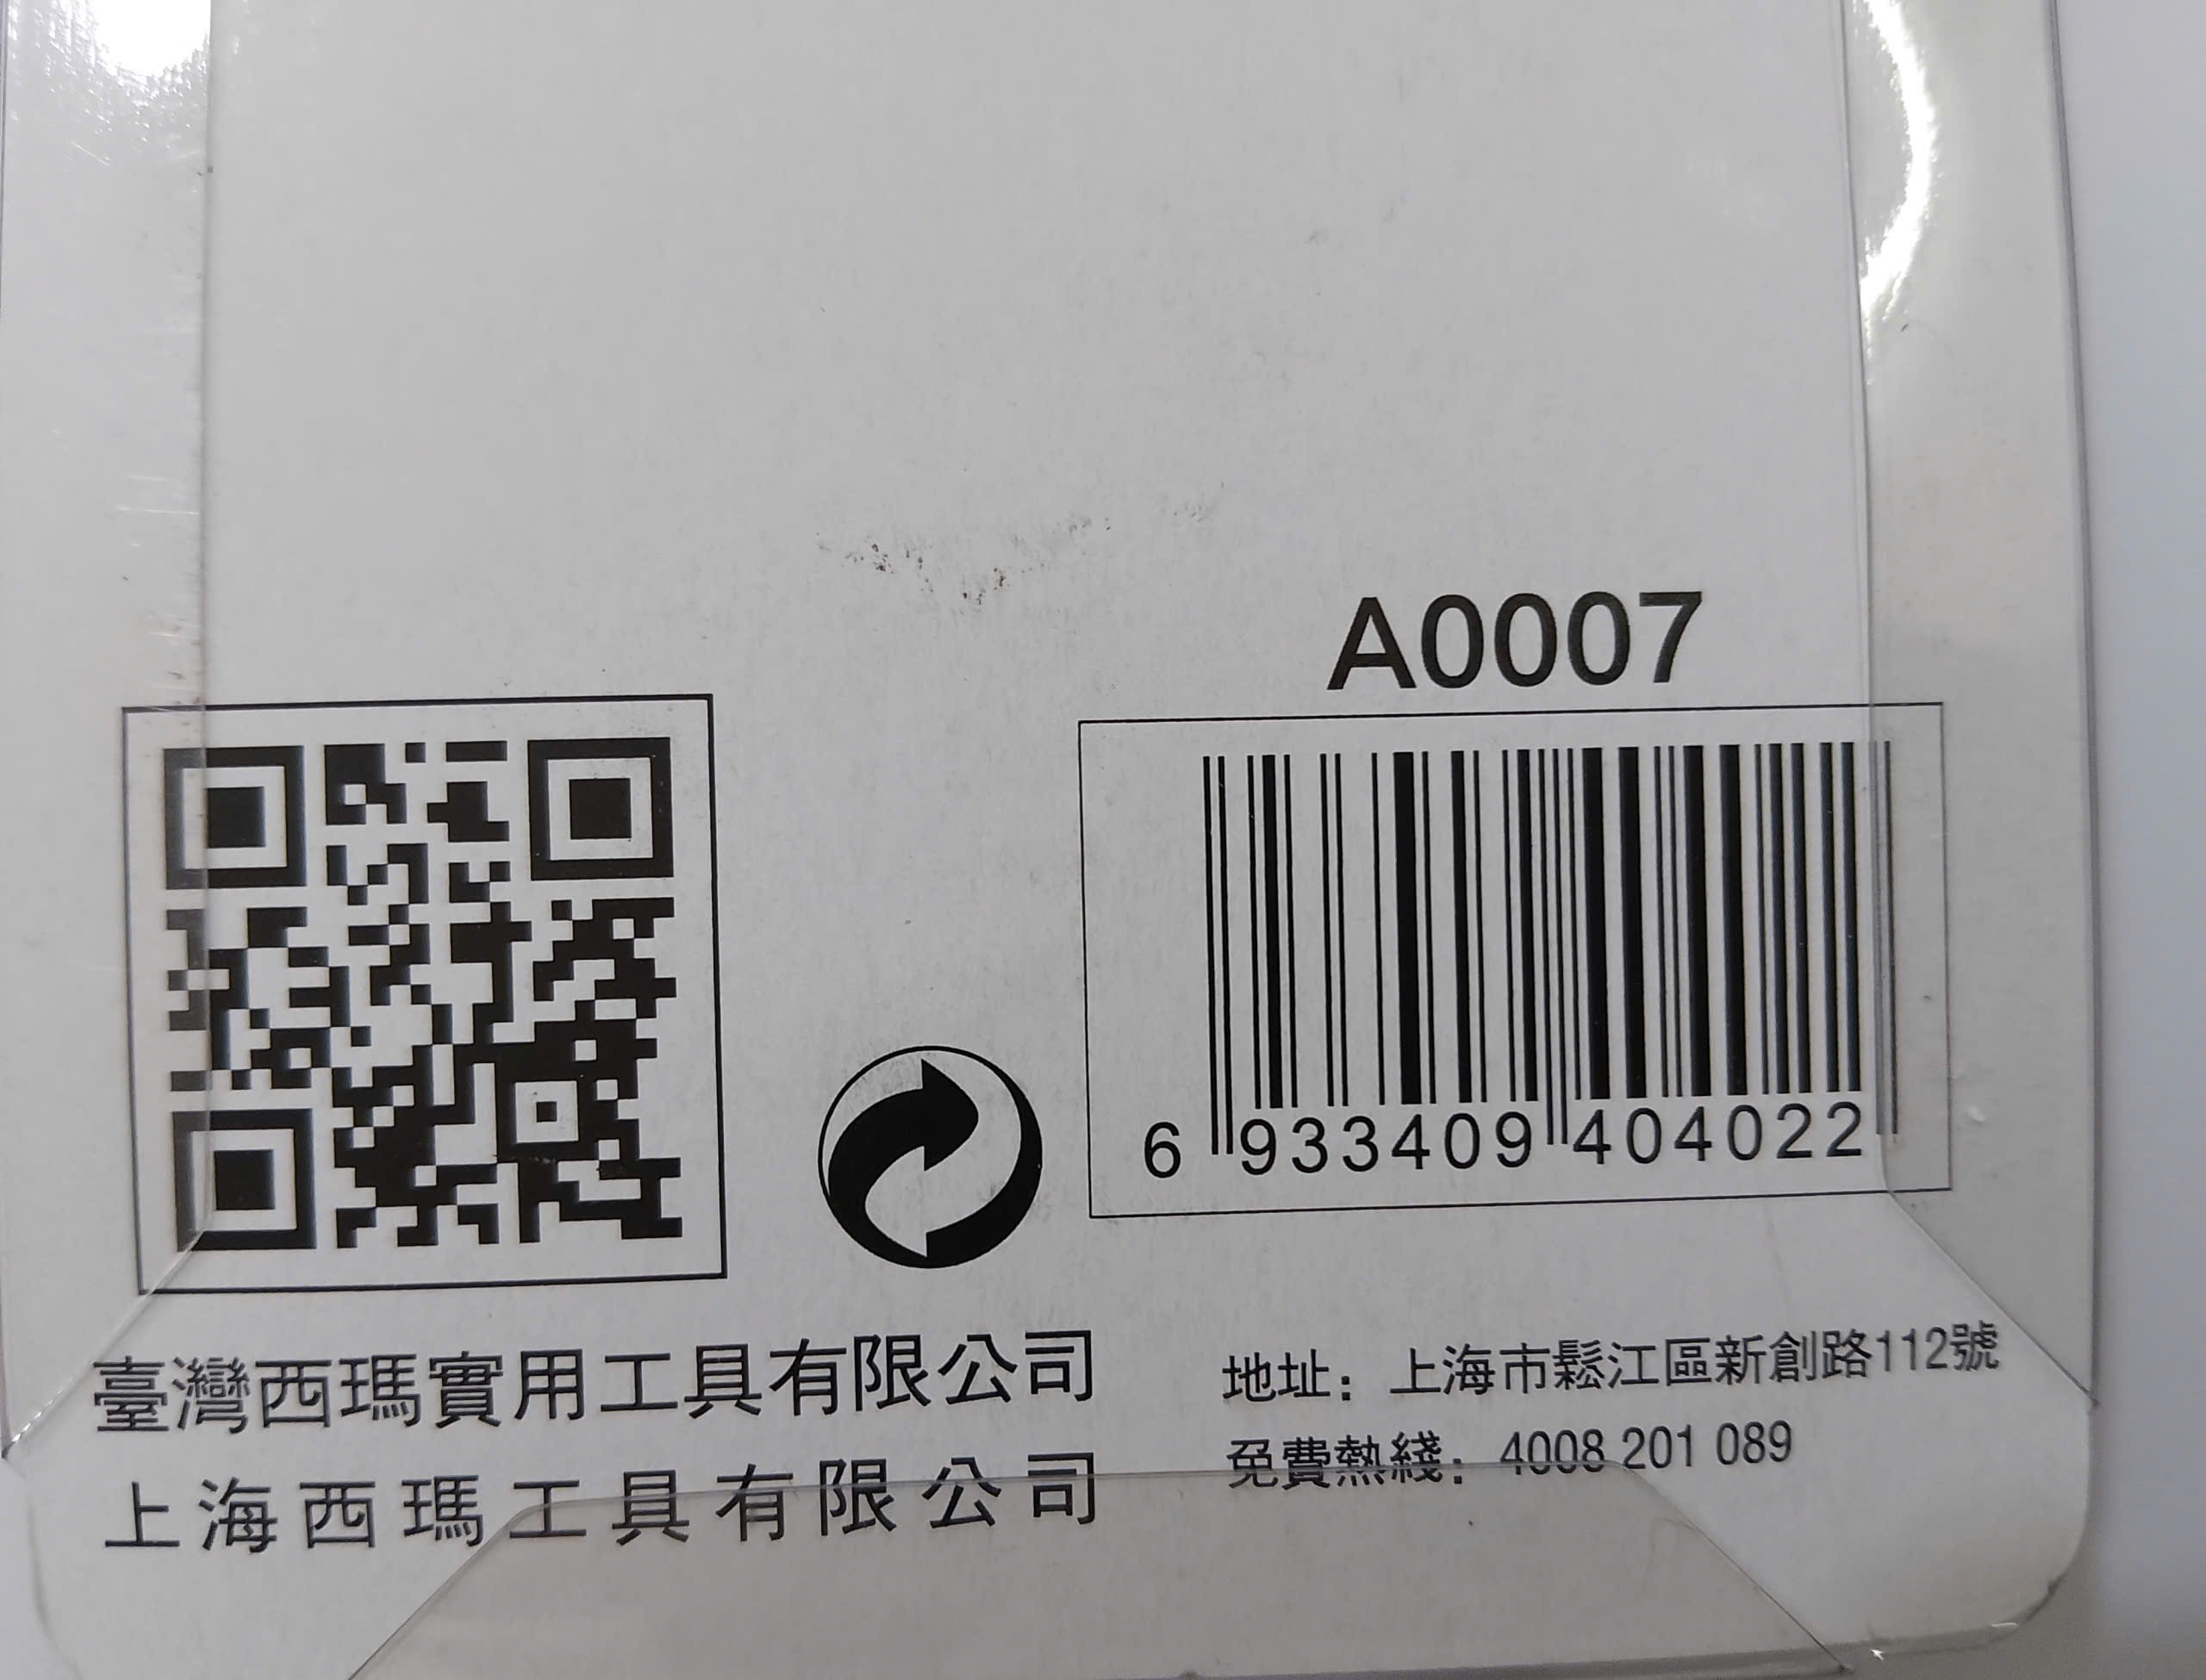 A0007
6 933409 404022
臺灣西瑪實用工具有限公司
上海西瑪工具有限公司
地址：上海市鬆江區新創路112號
免費熱綫：4008 201 089